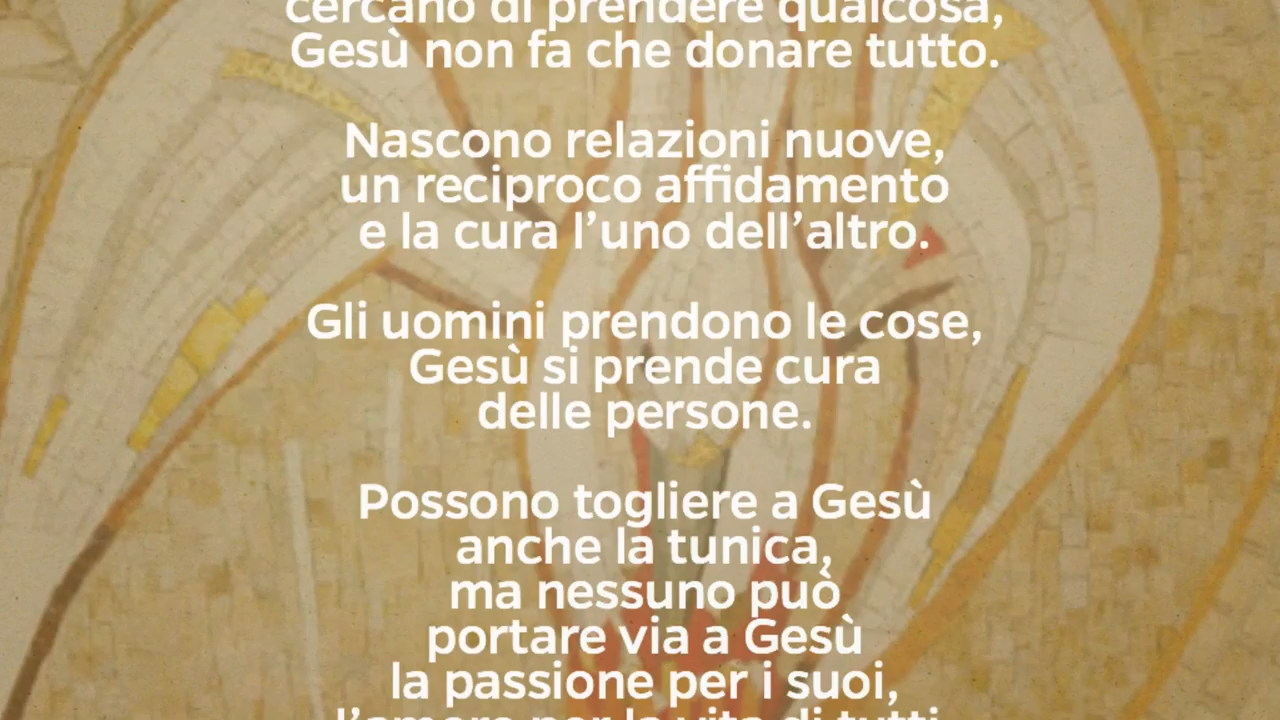 cercano di prendere qualcosa,
Gesù non fa che donare tutto.
Nascono relazioni nuove,
un reciproco affidamento
e la cura l’uno dell’altro.
Gli uomini prendono le cose,
Gesù si prende cura
delle persone.
Possono togliere a Gesù
anche la tunica,
ma nessuno può
portare via a Gesù
la passione per i suoi,
l’amore per la vita di tutti